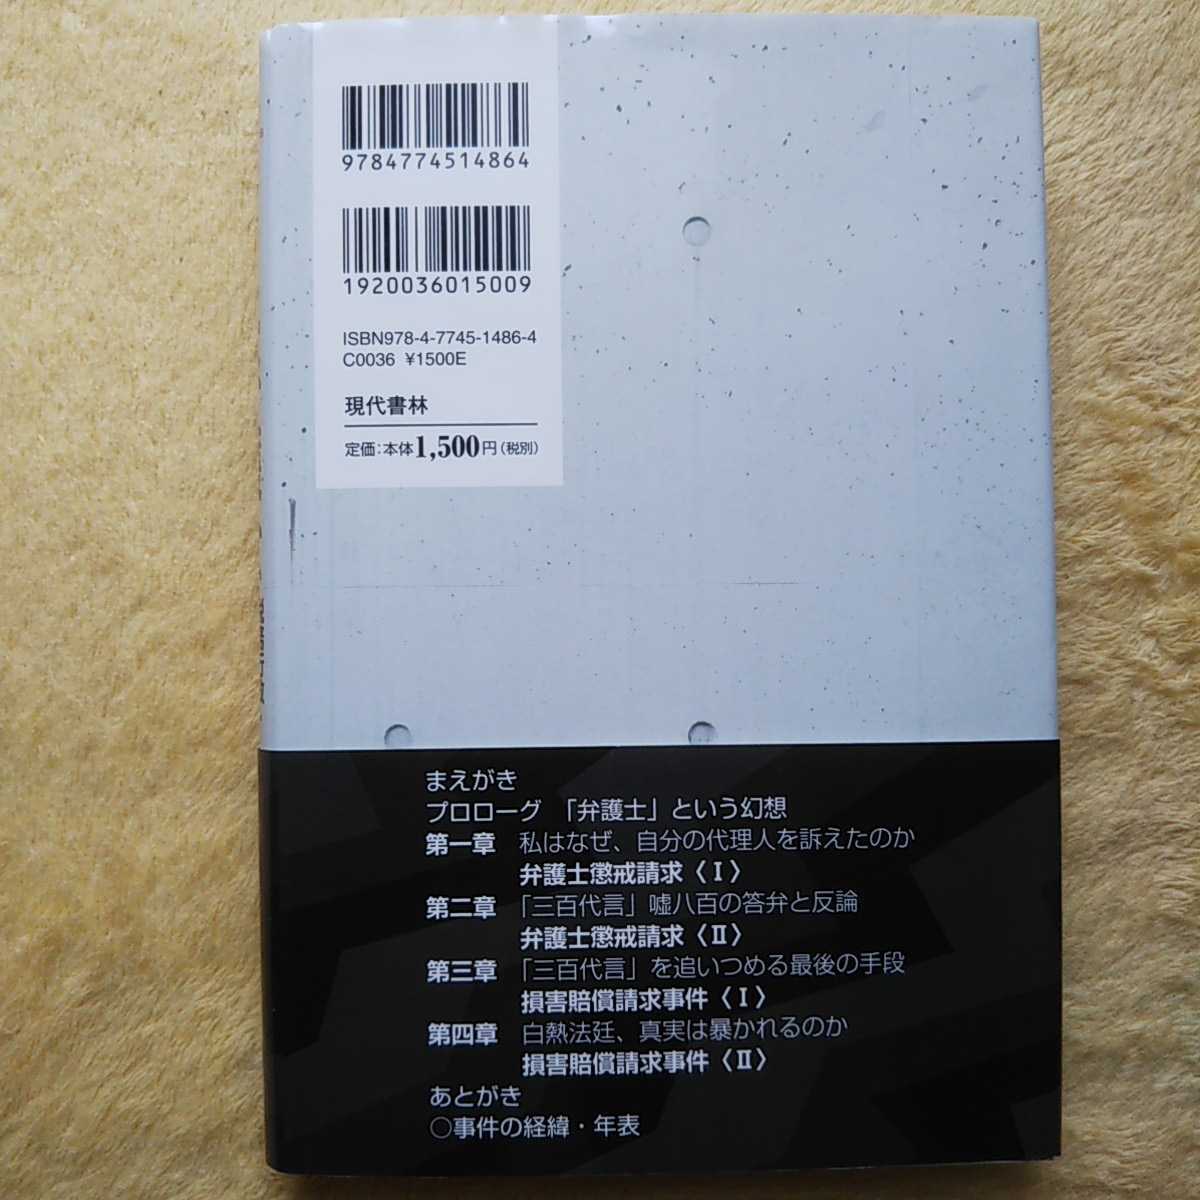 9784774514864
1920036015009
ISBN978-4-7745-1486-4
C0036 ¥1500E
現代書林
定価:本体1,500円(税別)
まえがき
プロローグ 「弁護士」という幻想
第一章 私はなぜ、自分の代理人を訴えたのか
弁護士懲戒請求〈Ⅰ〉
第二章 「三百代言」嘘八百の答弁と反論
弁護士懲戒請求〈Ⅱ〉
第三章 「三百代言」を追いつめる最後の手段
損害賠償請求事件〈Ⅰ〉
第四章 白熱法廷、真実は暴かれるのか
損害賠償請求事件〈Ⅱ〉
あとがき
○事件の経緯・年表